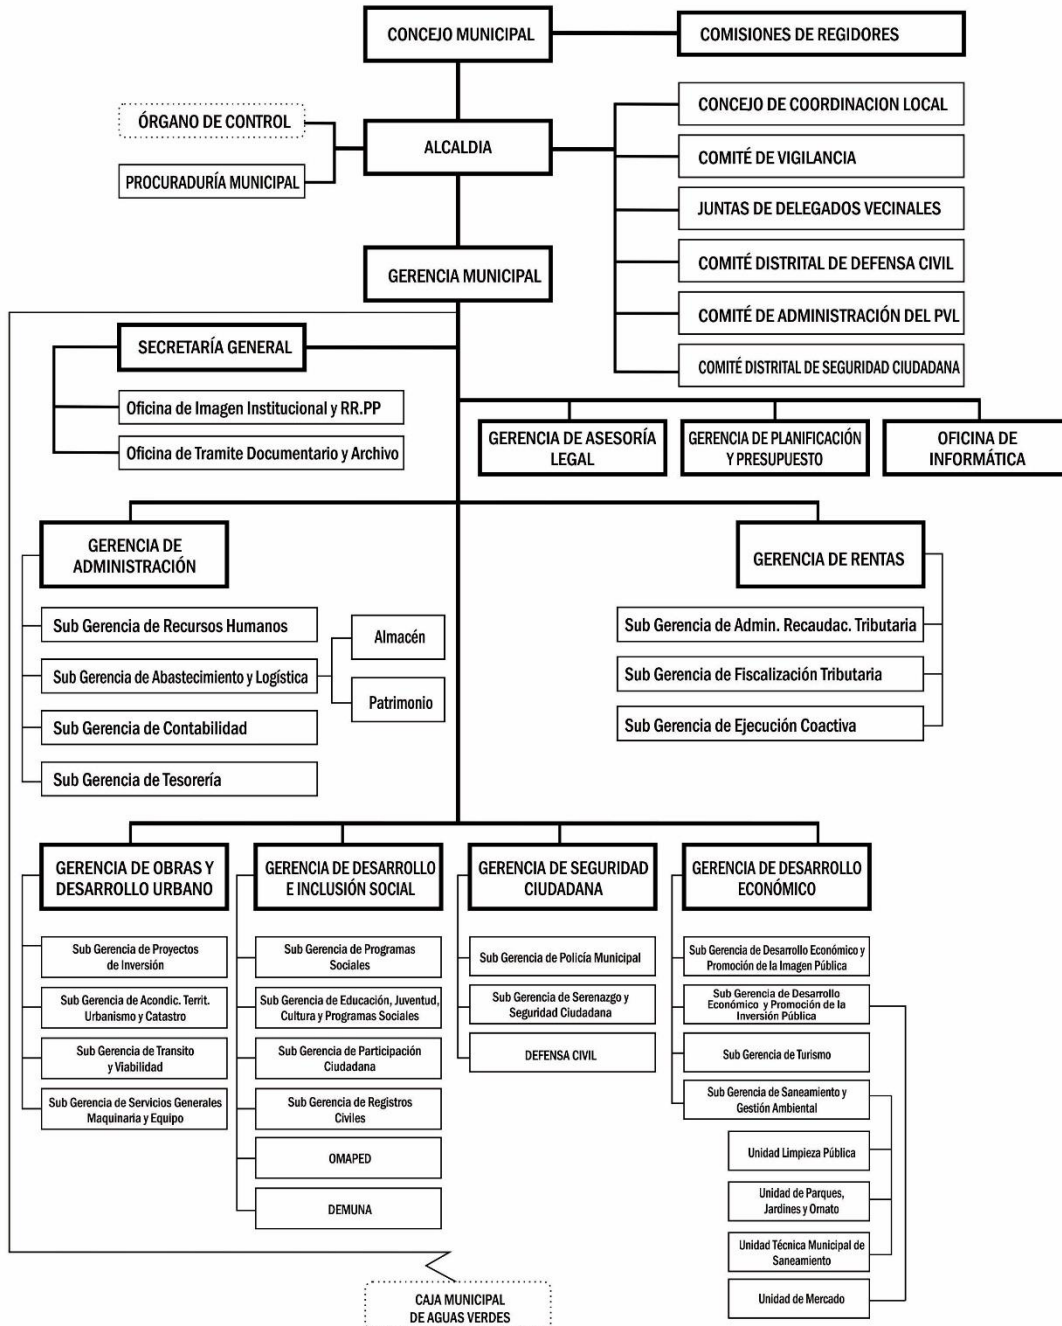 CONCEJO MUNICIPAL
COMISIONES DE REGIDORES
ÓRGANO DE CONTROL
PROCURADURÍA MUNICIPAL
ALCALDIA
CONCEJO DE COORDINACION LOCAL
COMITÉ DE VIGILANCIA
JUNTAS DE DELEGADOS VECINALES
COMITÉ DISTRITAL DE DEFENSA CIVIL
COMITÉ DE ADMINISTRACIÓN DEL PVL
COMITÉ DISTRITAL DE SEGURIDAD CIUDADANA
GERENCIA MUNICIPAL
SECRETARÍA GENERAL
Oficina de Imagen Institucional y RR.PP
Oficina de Tramite Documentario y Archivo
GERENCIA DE ASESORÍA
LEGAL
GERENCIA DE PLANIFICACIÓN
Y PRESUPUESTO
OFICINA DE
INFORMÁTICA
GERENCIA DE
ADMINISTRACIÓN
Sub Gerencia de Recursos Humanos
Sub Gerencia de Abastecimiento y Logística
Almacén
Patrimonio
Sub Gerencia de Contabilidad
Sub Gerencia de Tesorería
GERENCIA DE RENTAS
Sub Gerencia de Admin. Recaudac. Tributaria
Sub Gerencia de Fiscalización Tributaria
Sub Gerencia de Ejecución Coactiva
GERENCIA DE OBRAS Y
DESARROLLO URBANO
Sub Gerencia de Proyectos
de Inversión
Sub Gerencia de Acondic. Territ.
Urbanismo y Catastro
Sub Gerencia de Transito
y Viabilidad
Sub Gerencia de Servicios Generales
Maquinaria y Equipo
GERENCIA DE DESARROLLO
E INCLUSIÓN SOCIAL
Sub Gerencia de Programas
Sociales
Sub Gerencia de Educación, Juventud,
Cultura y Programas Sociales
Sub Gerencia de Participación
Ciudadana
Sub Gerencia de Registros
Civiles
OMAPED
DEMUNA
GERENCIA DE SEGURIDAD
CIUDADANA
Sub Gerencia de Policía Municipal
Sub Gerencia de Serenazgo y
Seguridad Ciudadana
DEFENSA CIVIL
GERENCIA DE DESARROLLO
ECONÓMICO
Sub Gerencia de Desarrollo Económico y
Promoción de la Imagen Pública
Sub Gerencia de Desarrollo
Económico y Promoción de la
Inversión Pública
Sub Gerencia de Turismo
Sub Gerencia de Saneamiento y
Gestión Ambiental
Unidad Limpieza Pública
Unidad de Parques,
Jardines y Ornato
Unidad Técnica Municipal de
Saneamiento
Unidad de Mercado
CAJA MUNICIPAL
DE AGUAS VERDES